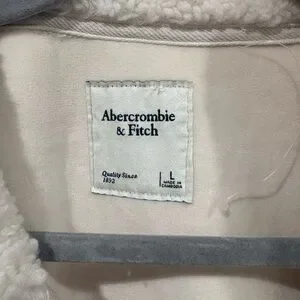 Abercrombie
& Fitch
Quality Since
1892
L
MADE IN
CAMBODIA